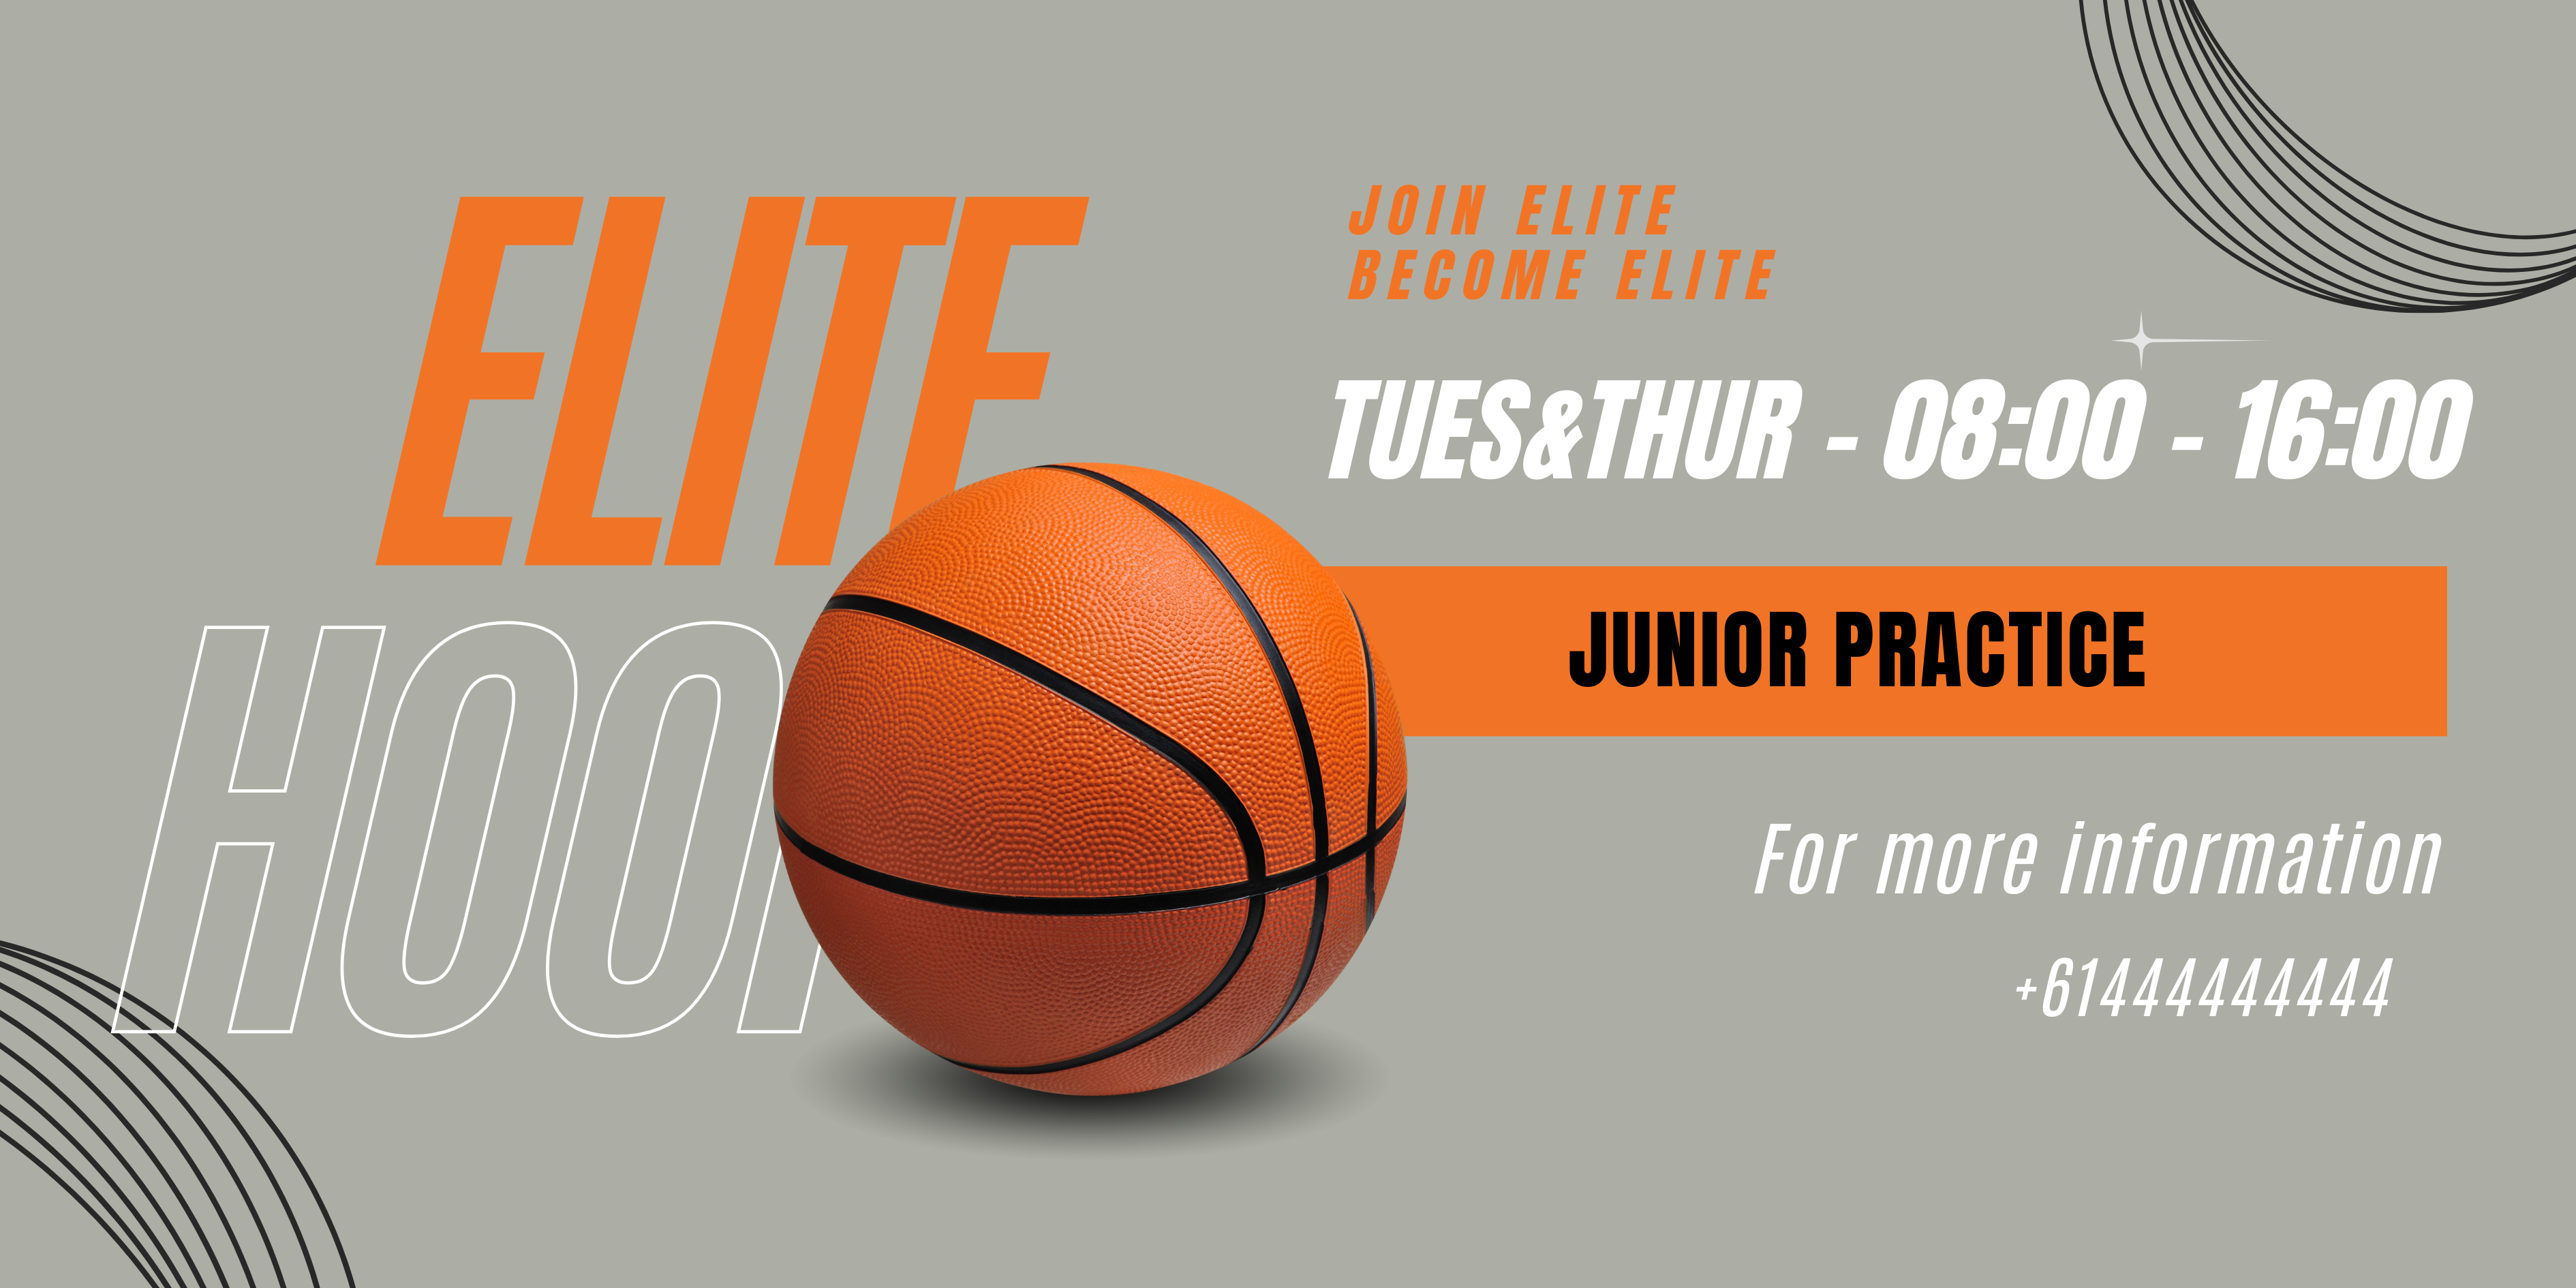 ELITE
JOIN ELITE
BECOME ELITE
TUES&THUR - 08:00 - 16:00
JUNIOR PRACTICE
For more information
+61444444444